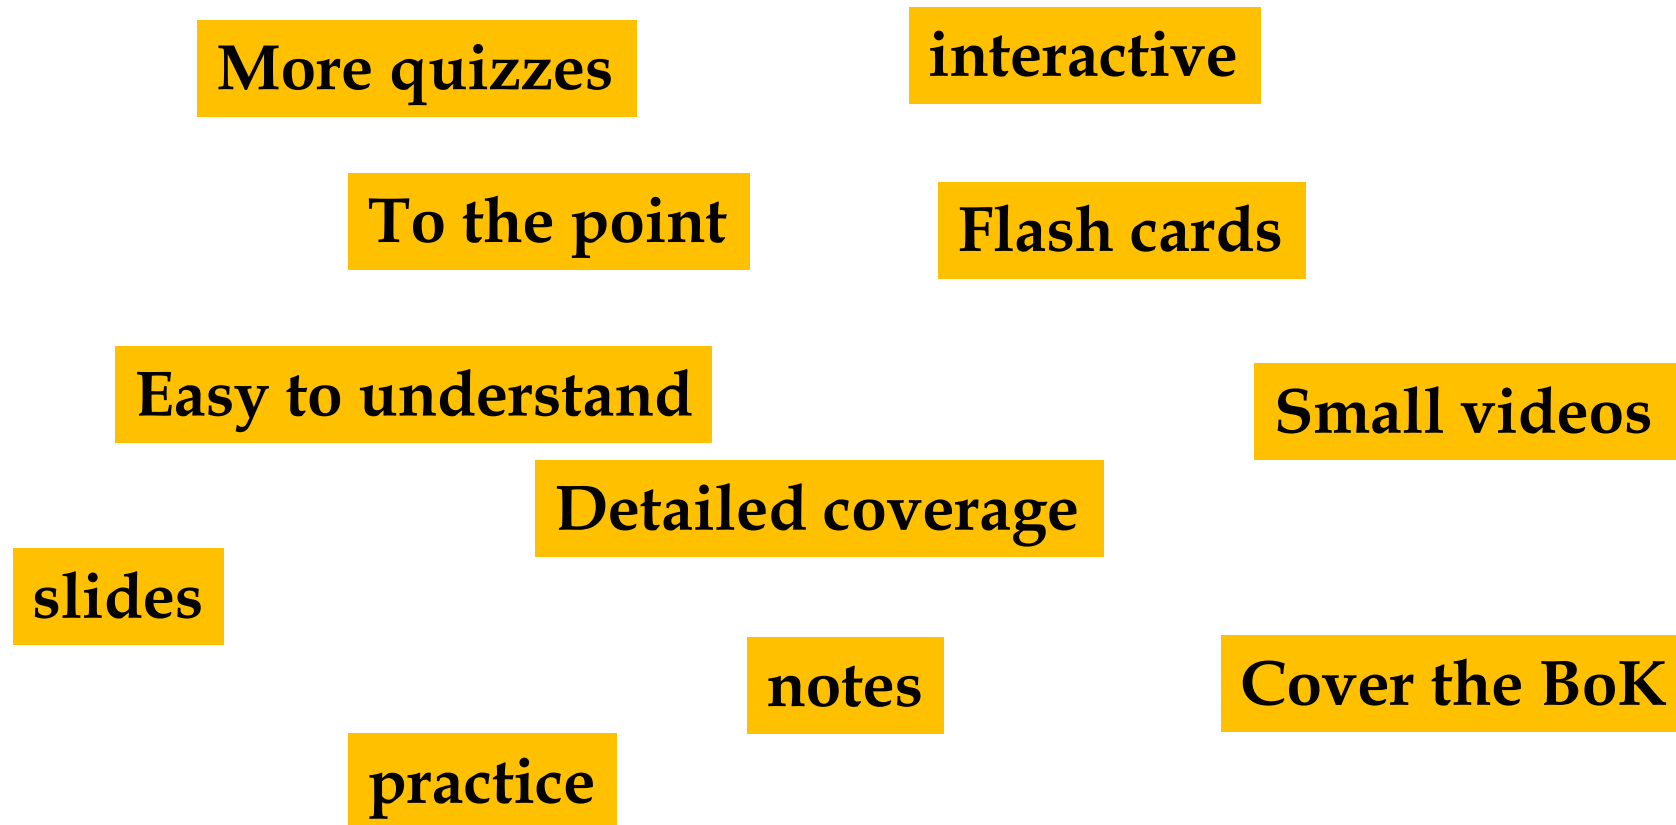 More quizzes
interactive
To the point
Flash cards
Easy to understand
Small videos
Detailed coverage
slides
notes
Cover the BoK
practice